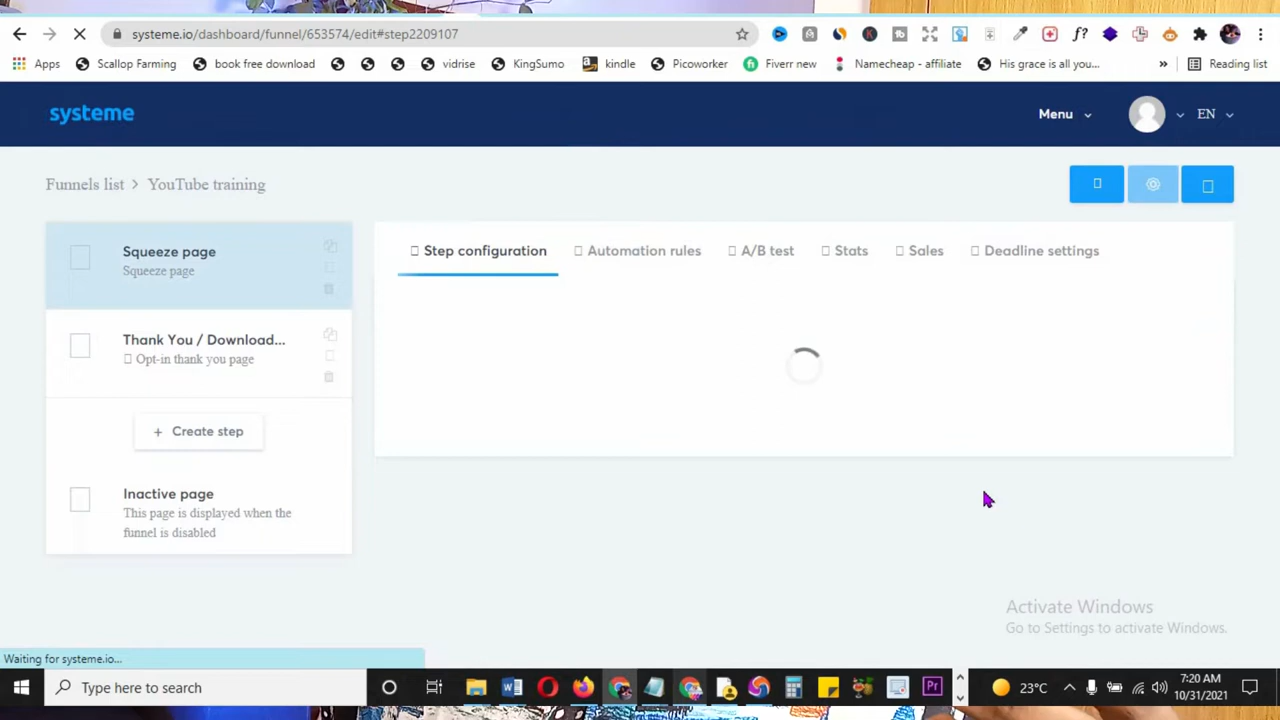 systeme.io/dashboard/funnel/653574/edit#step2209107
Apps Scallop Farming book free download vidrise KingSumo kindle Picoworker Fiverr new Namecheap - affiliate His grace is all you... » Reading list
systeme Menu EN
Funnels list > YouTube training
Squeeze page
Squeeze page
Thank You / Download...
Opt-in thank you page
+ Create step
Inactive page
This page is displayed when the
funnel is disabled
Step configuration Automation rules A/B test Stats Sales Deadline settings
Activate Windows
Go to Settings to activate Windows.
Waiting for systeme.io...
Type here to search
23°C
7:20 AM
10/31/2021